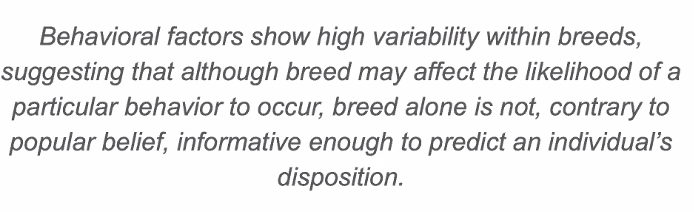 Behavioral factors show high variability within breeds,
suggesting that although breed may affect the likelihood of a
particular behavior to occur, breed alone is not, contrary to
popular belief, informative enough to predict an individual’s
disposition.